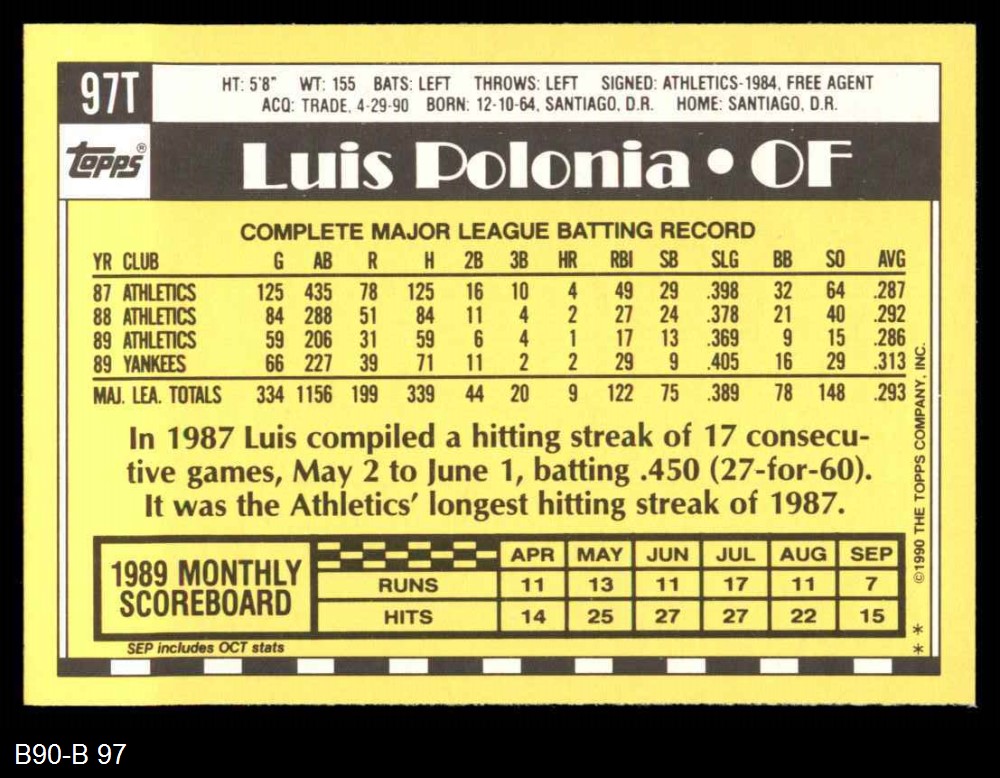 97T
HT: 5'8" WT: 155 BATS: LEFT THROWS: LEFT SIGNED: ATHLETICS-1984, FREE AGENT
ACQ: TRADE, 4-29-90 BORN: 12-10-64, SANTIAGO, D.R. HOME: SANTIAGO, D.R.
TOPPS®
Luis Polonia • OF
COMPLETE MAJOR LEAGUE BATTING RECORD
YR CLUB G AB R H 2B 3B HR RBI SB SLG BB SO AVG
87 ATHLETICS 125 435 78 125 16 10 4 49 29 .398 32 64 .287
88 ATHLETICS 84 288 51 84 11 4 2 27 24 .378 21 40 .292
89 ATHLETICS 59 206 31 59 6 4 1 17 13 .369 9 15 .286
89 YANKEES 66 227 39 71 11 2 2 29 9 .405 16 29 .313
MAJ. LEA. TOTALS 334 1156 199 339 44 20 9 122 75 .389 78 148 .293
In 1987 Luis compiled a hitting streak of 17 consecu-
tive games, May 2 to June 1, batting .450 (27-for-60).
It was the Athletics' longest hitting streak of 1987.
1989 MONTHLY
SCOREBOARD
APR MAY JUN JUL AUG SEP
RUNS 11 13 11 17 11 7
HITS 14 25 27 27 22 15
SEP includes OCT stats
* * ©1990 THE TOPPS COMPANY, INC.
B90-B 97